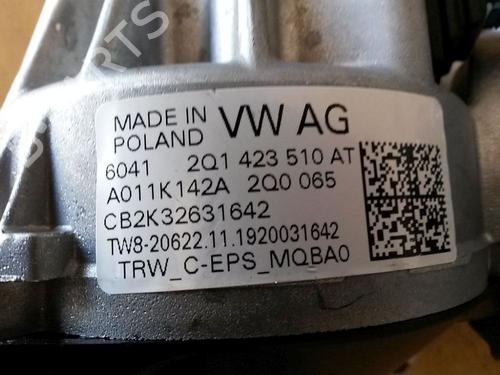 MADE IN
POLAND VW AG
6041 2Q1 423 510 AT
A011K142A 2Q0 065
CB2K32631642
TW8-20622.11.1920031642
TRW_C-EPS_MQBA0